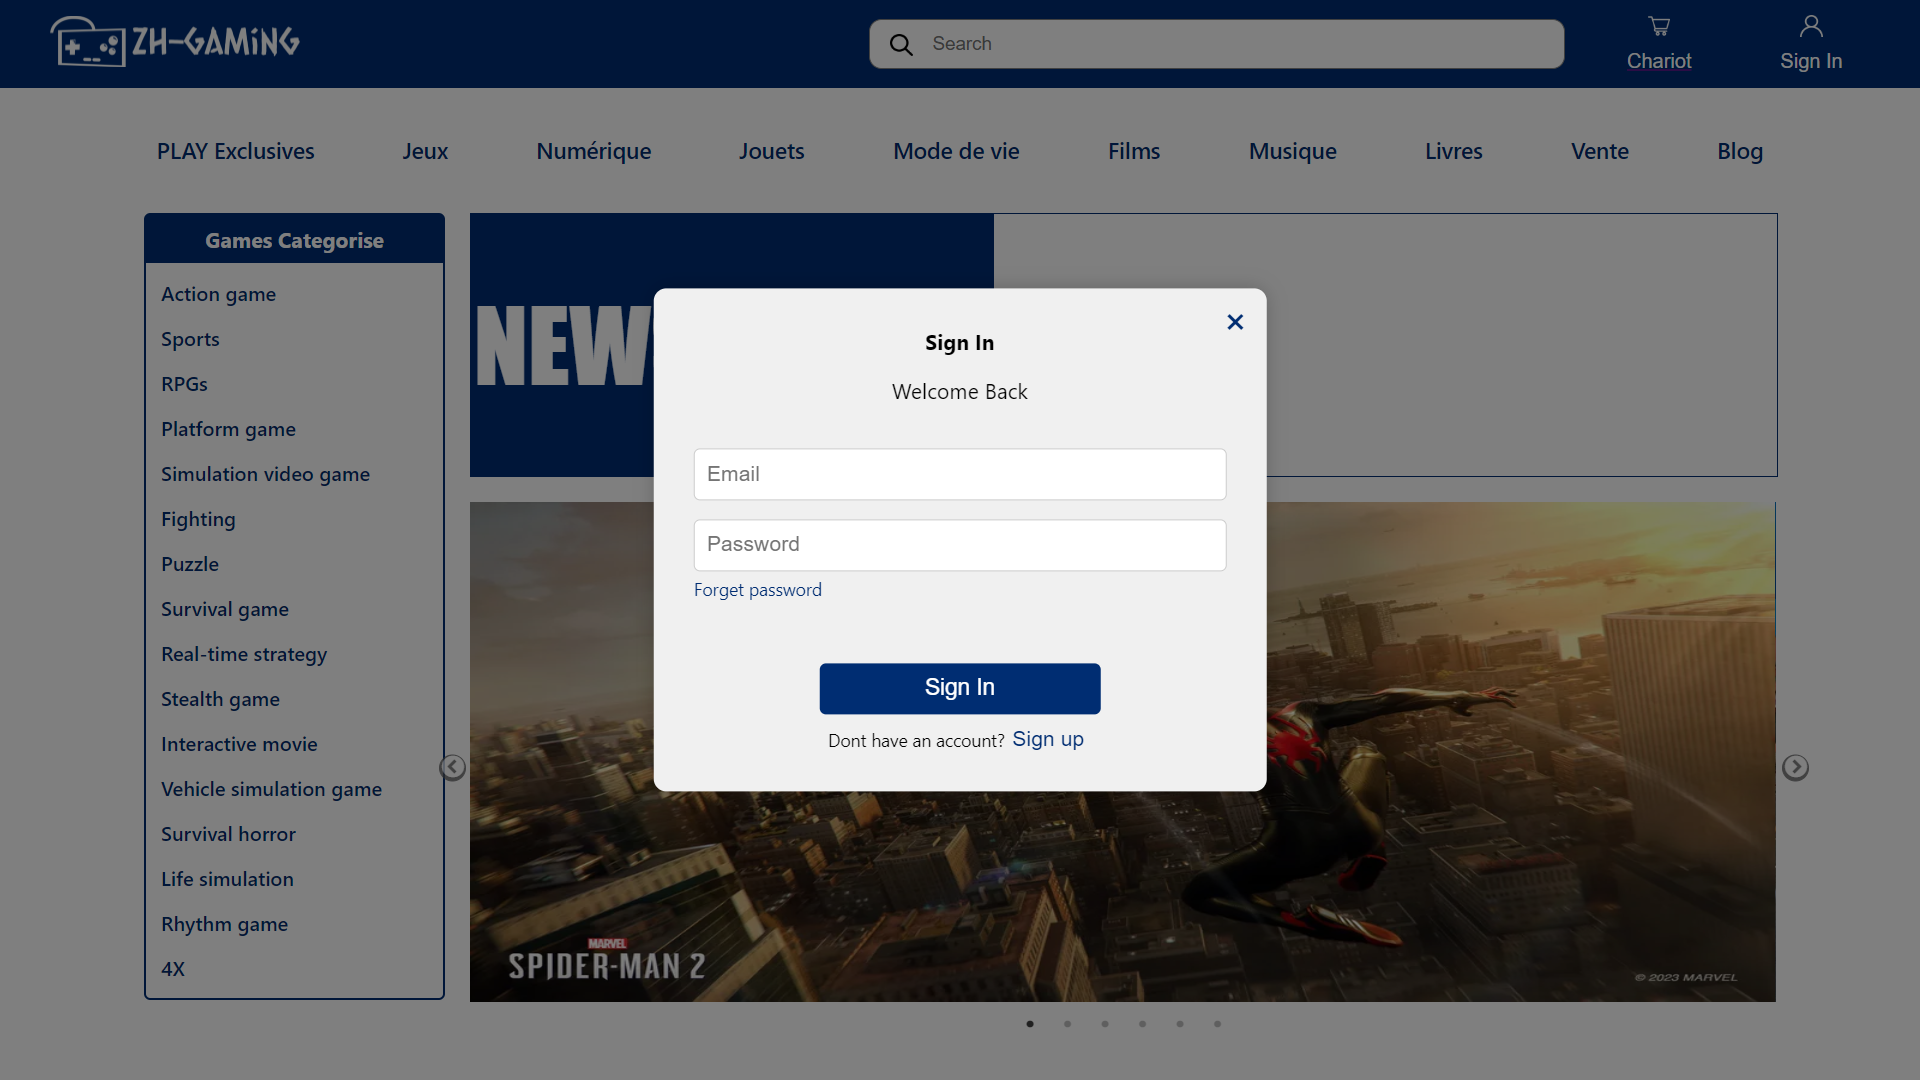 ZH-GAMING
Search
Chariot
Sign In
PLAY Exclusives
Jeux
Numérique
Jouets
Mode de vie
Films
Musique
Livres
Vente
Blog
Games Categorise
Action game
Sports
RPGs
Platform game
Simulation video game
Fighting
Puzzle
Survival game
Real-time strategy
Stealth game
Interactive movie
Vehicle simulation game
Survival horror
Life simulation
Rhythm game
4X
NEW
Sign In
Welcome Back
Email
Password
Forget password
Sign In
Dont have an account? Sign up
MARVEL
SPIDER-MAN 2
© 2023 MARVEL